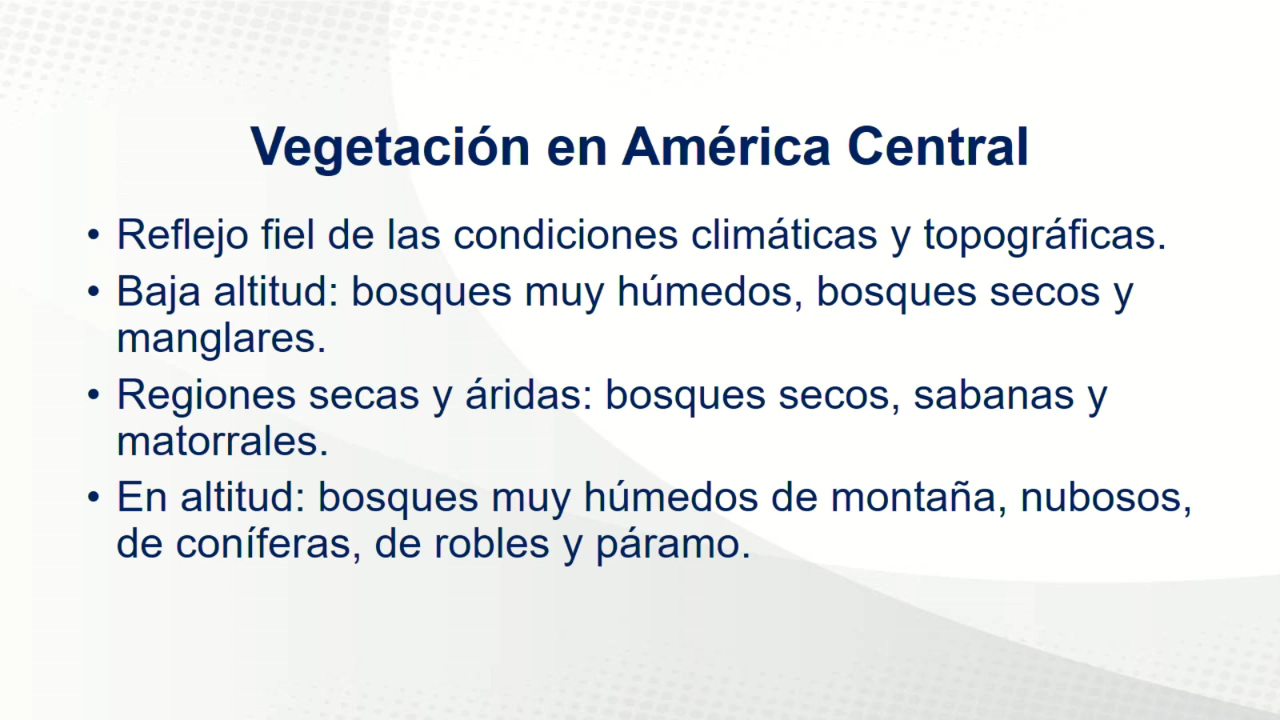 Vegetación en América Central
• Reflejo fiel de las condiciones climáticas y topográficas.
• Baja altitud: bosques muy húmedos, bosques secos y
manglares.
• Regiones secas y áridas: bosques secos, sabanas y
matorrales.
• En altitud: bosques muy húmedos de montaña, nubosos,
de coníferas, de robles y páramo.